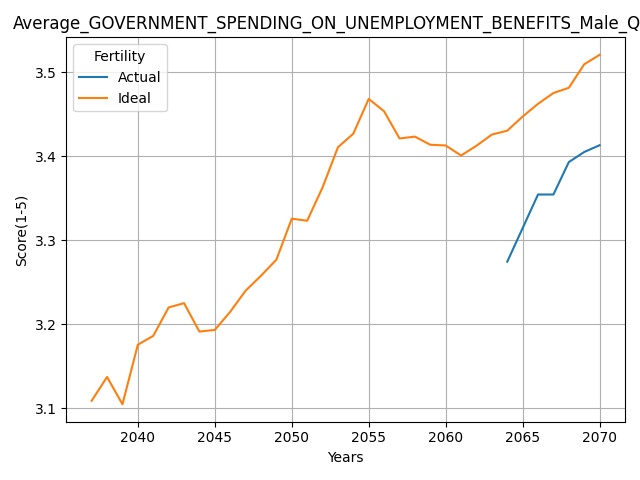 Average_GOVERNMENT_SPENDING_ON_UNEMPLOYMENT_BENEFITS_Male_Q
Fertility
Actual
Ideal
3.5
3.4
3.3
3.2
3.1
Score(1-5)
2040 2045 2050 2055 2060 2065 2070
Years